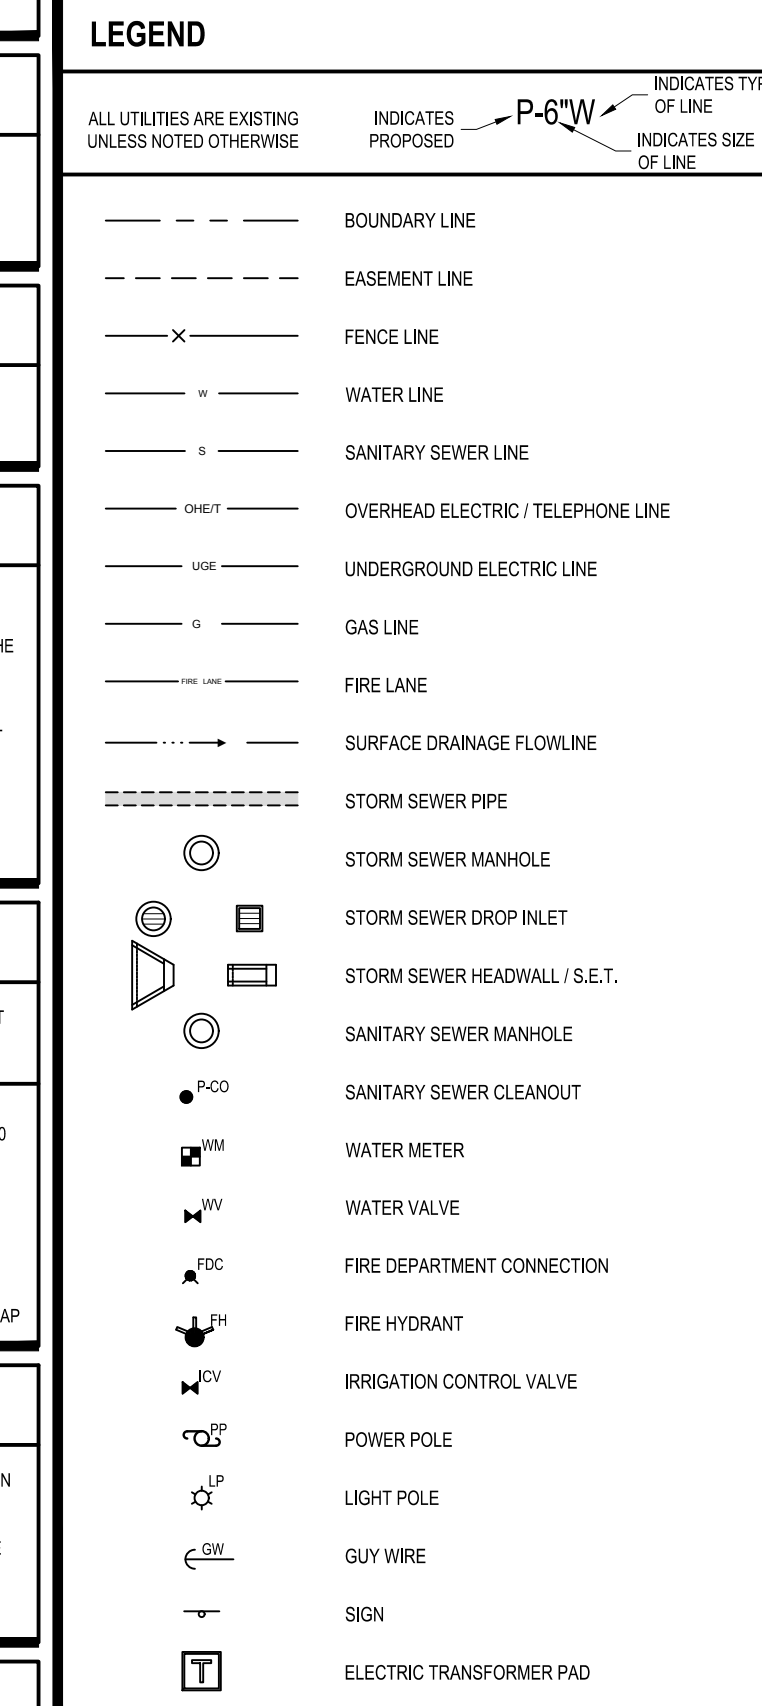 LEGEND
ALL UTILITIES ARE EXISTING
UNLESS NOTED OTHERWISE
INDICATES
PROPOSED
P-6"W
INDICATES TYP
OF LINE
INDICATES SIZE
OF LINE
BOUNDARY LINE
EASEMENT LINE
FENCE LINE
W WATER LINE
S SANITARY SEWER LINE
OHE/T OVERHEAD ELECTRIC / TELEPHONE LINE
UGE UNDERGROUND ELECTRIC LINE
G GAS LINE
FIRE LANE FIRE LANE
SURFACE DRAINAGE FLOWLINE
STORM SEWER PIPE
STORM SEWER MANHOLE
STORM SEWER DROP INLET
STORM SEWER HEADWALL / S.E.T.
SANITARY SEWER MANHOLE
P-CO SANITARY SEWER CLEANOUT
WM WATER METER
WV WATER VALVE
FDC FIRE DEPARTMENT CONNECTION
FH FIRE HYDRANT
ICV IRRIGATION CONTROL VALVE
PP POWER POLE
LP LIGHT POLE
GW GUY WIRE
SIGN
T ELECTRIC TRANSFORMER PAD